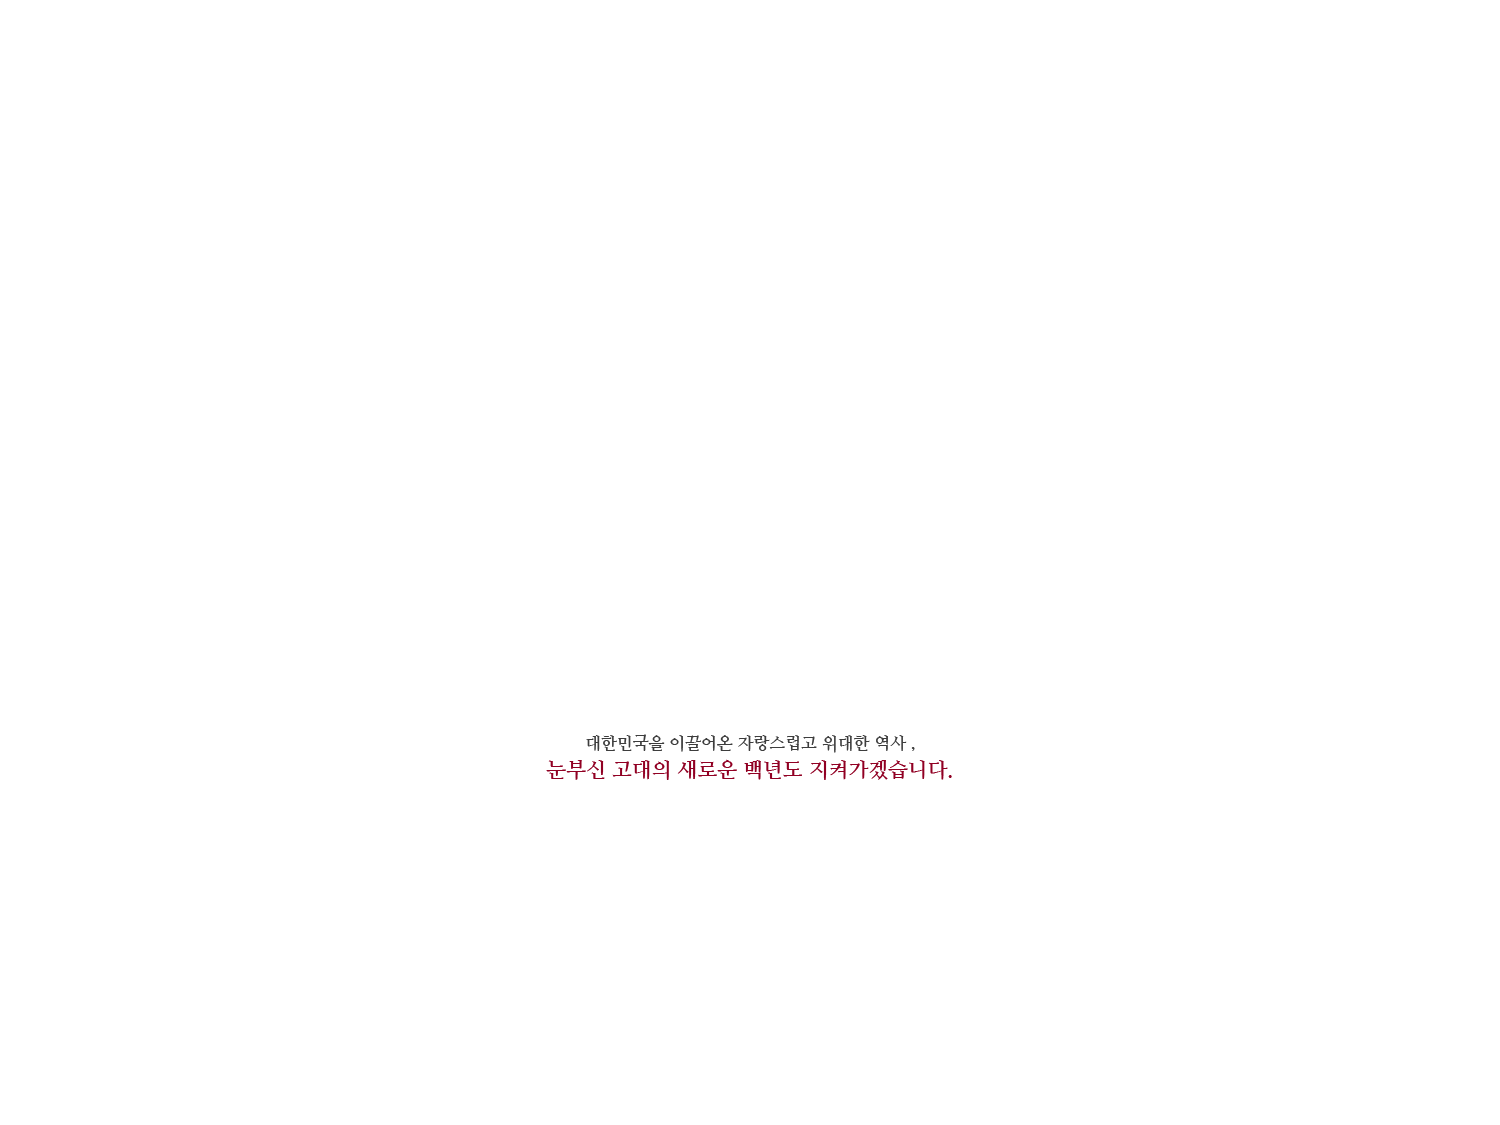 대한민국을 이끌어온 자랑스럽고 위대한 역사 ,
눈부신 고대의 새로운 백년도 지켜가겠습니다.